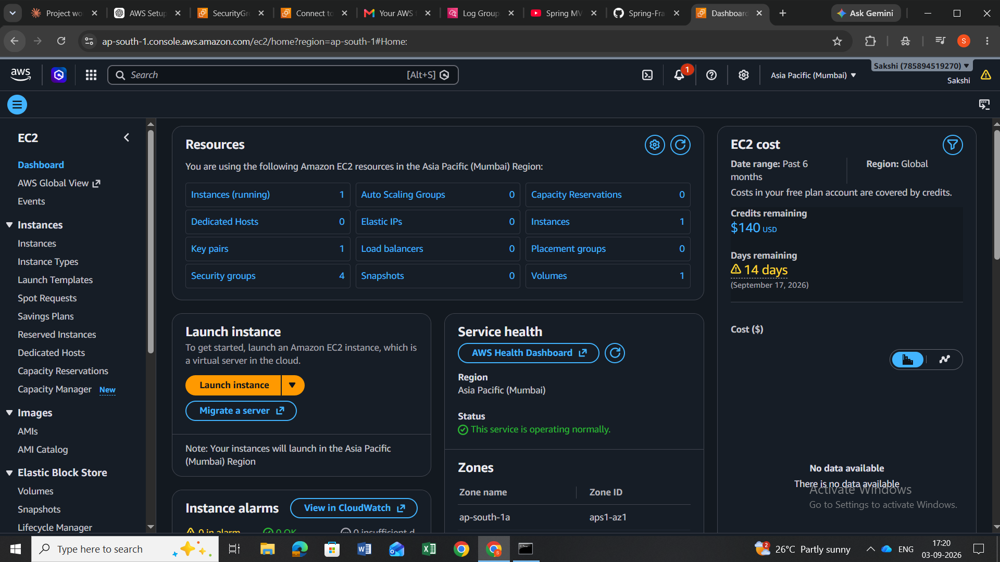 Project wo
AWS Setup
SecurityGr
Connect to
Your AWS
Log Group
Spring MV
Spring-Fra
Dashboard
Ask Gemini
ap-south-1.console.aws.amazon.com/ec2/home?region=ap-south-1#Home:
S
aws
Search
[Alt+S]
1
Asia Pacific (Mumbai)
Sakshi (785894519270)
Sakshi
EC2
Dashboard
AWS Global View
Events
Instances
Instances
Instance Types
Launch Templates
Spot Requests
Savings Plans
Reserved Instances
Dedicated Hosts
Capacity Reservations
Capacity Manager New
Images
AMIs
AMI Catalog
Elastic Block Store
Volumes
Snapshots
Lifecycle Manager
Resources
You are using the following Amazon EC2 resources in the Asia Pacific (Mumbai) Region:
Instances (running) 1
Auto Scaling Groups 0
Capacity Reservations 0
Dedicated Hosts 0
Elastic IPs 0
Instances 1
Key pairs 1
Load balancers 0
Placement groups 0
Security groups 4
Snapshots 0
Volumes 1
Launch instance
To get started, launch an Amazon EC2 instance, which is
a virtual server in the cloud.
Launch instance
Migrate a server
Note: Your instances will launch in the Asia Pacific
(Mumbai) Region
Instance alarms
View in CloudWatch
0 in alarm
0 OK
0 insufficient d
Service health
AWS Health Dashboard
Region
Asia Pacific (Mumbai)
Status
This service is operating normally.
Zones
Zone name
Zone ID
ap-south-1a
aps1-az1
EC2 cost
Date range: Past 6
months
Region: Global
Costs in your free plan account are covered by credits.
Credits remaining
$140 USD
Days remaining
14 days
(September 17, 2026)
Cost ($)
No data available
There is no data available
Activate Windows
Go to Settings to activate Windows.
Type here to search
2
26°C Partly sunny
ENG
17:20
03-09-2026